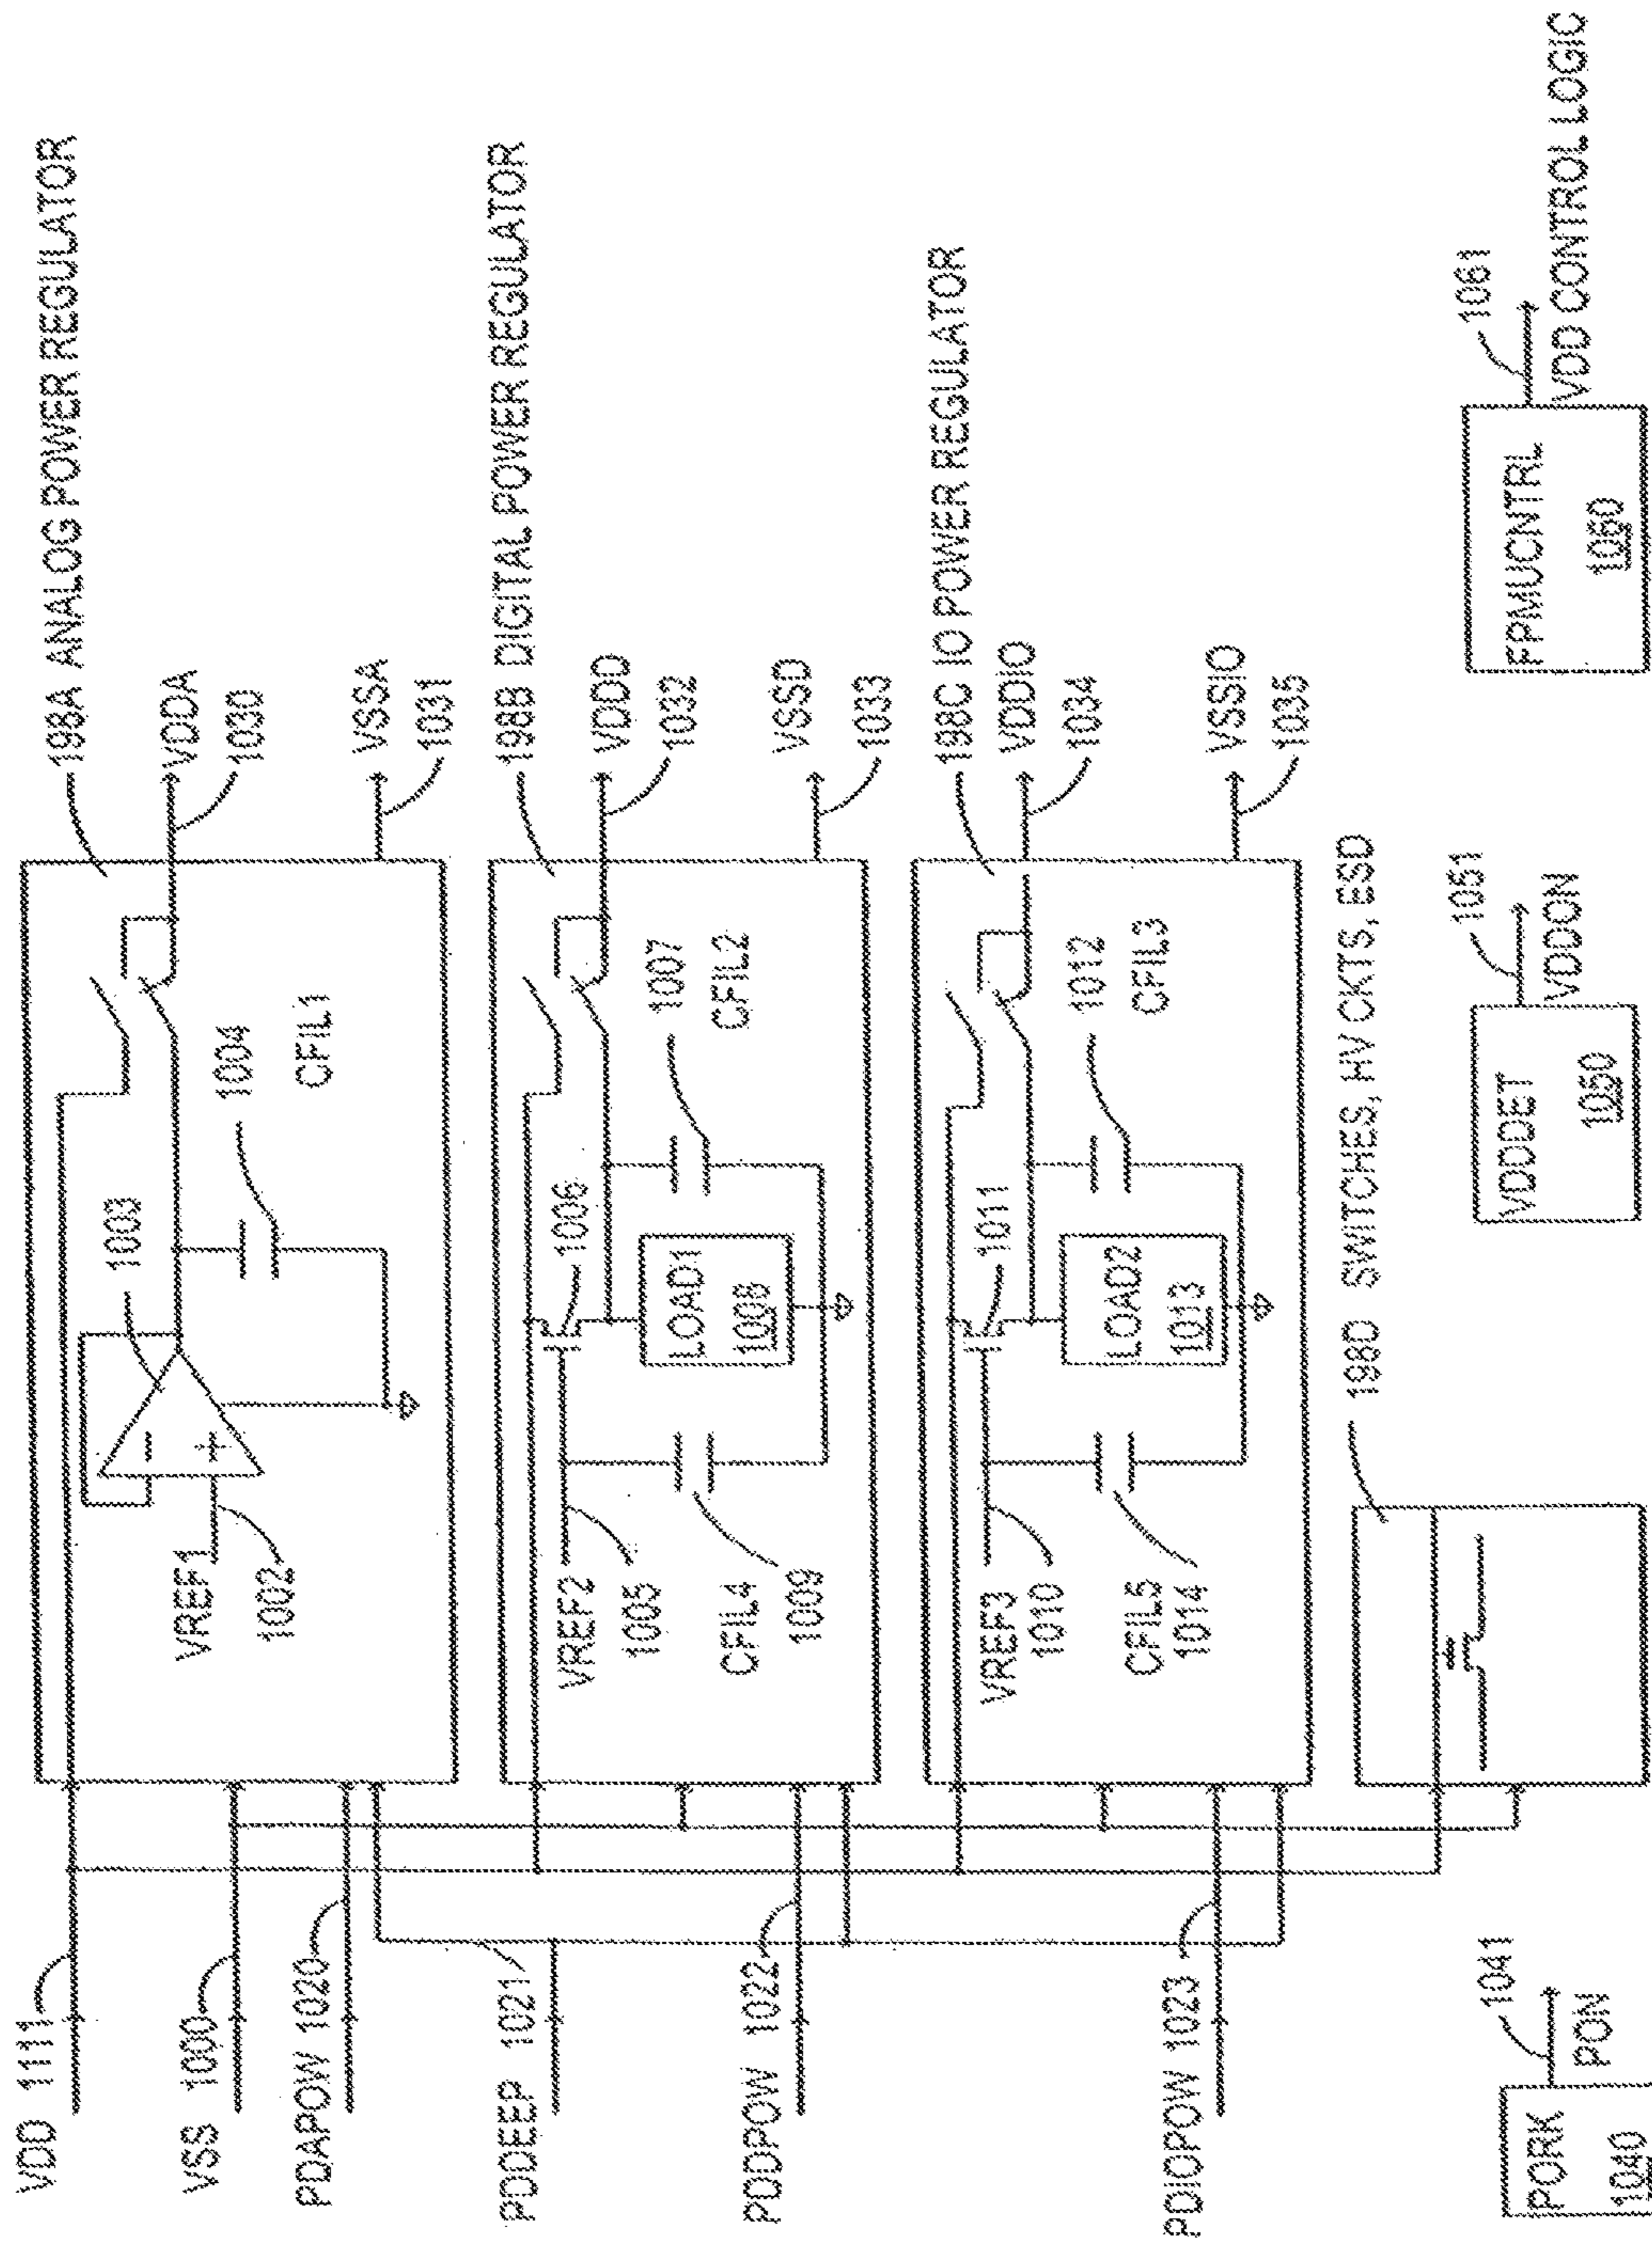 VDD 1111
VSS 1000
PDAPOW 1020
PDDEEP 1021
PDDPOW 1022
PDIOPOW 1023
198A ANALOG POWER REGULATOR
VREF1
1002
1003
1004
CFIL1
VDDA
1030
VSSA
1031
198B DIGITAL POWER REGULATOR
VREF2
1005
1006
1007
CFIL2
LOAD1
1008
CFIL4
1009
VDDD
1032
VSSD
1033
198C IO POWER REGULATOR
VREF3
1010
1011
1012
CFIL3
LOAD2
1013
CFIL5
1014
VDDIO
1034
VSSIO
1035
198D SWITCHES, HV CKTS, ESD
PORK
1040
1041
PON
VDDDET
1050
1051
VDDON
FPMUCNTRL
1060
1061
VDD CONTROL LOGIC